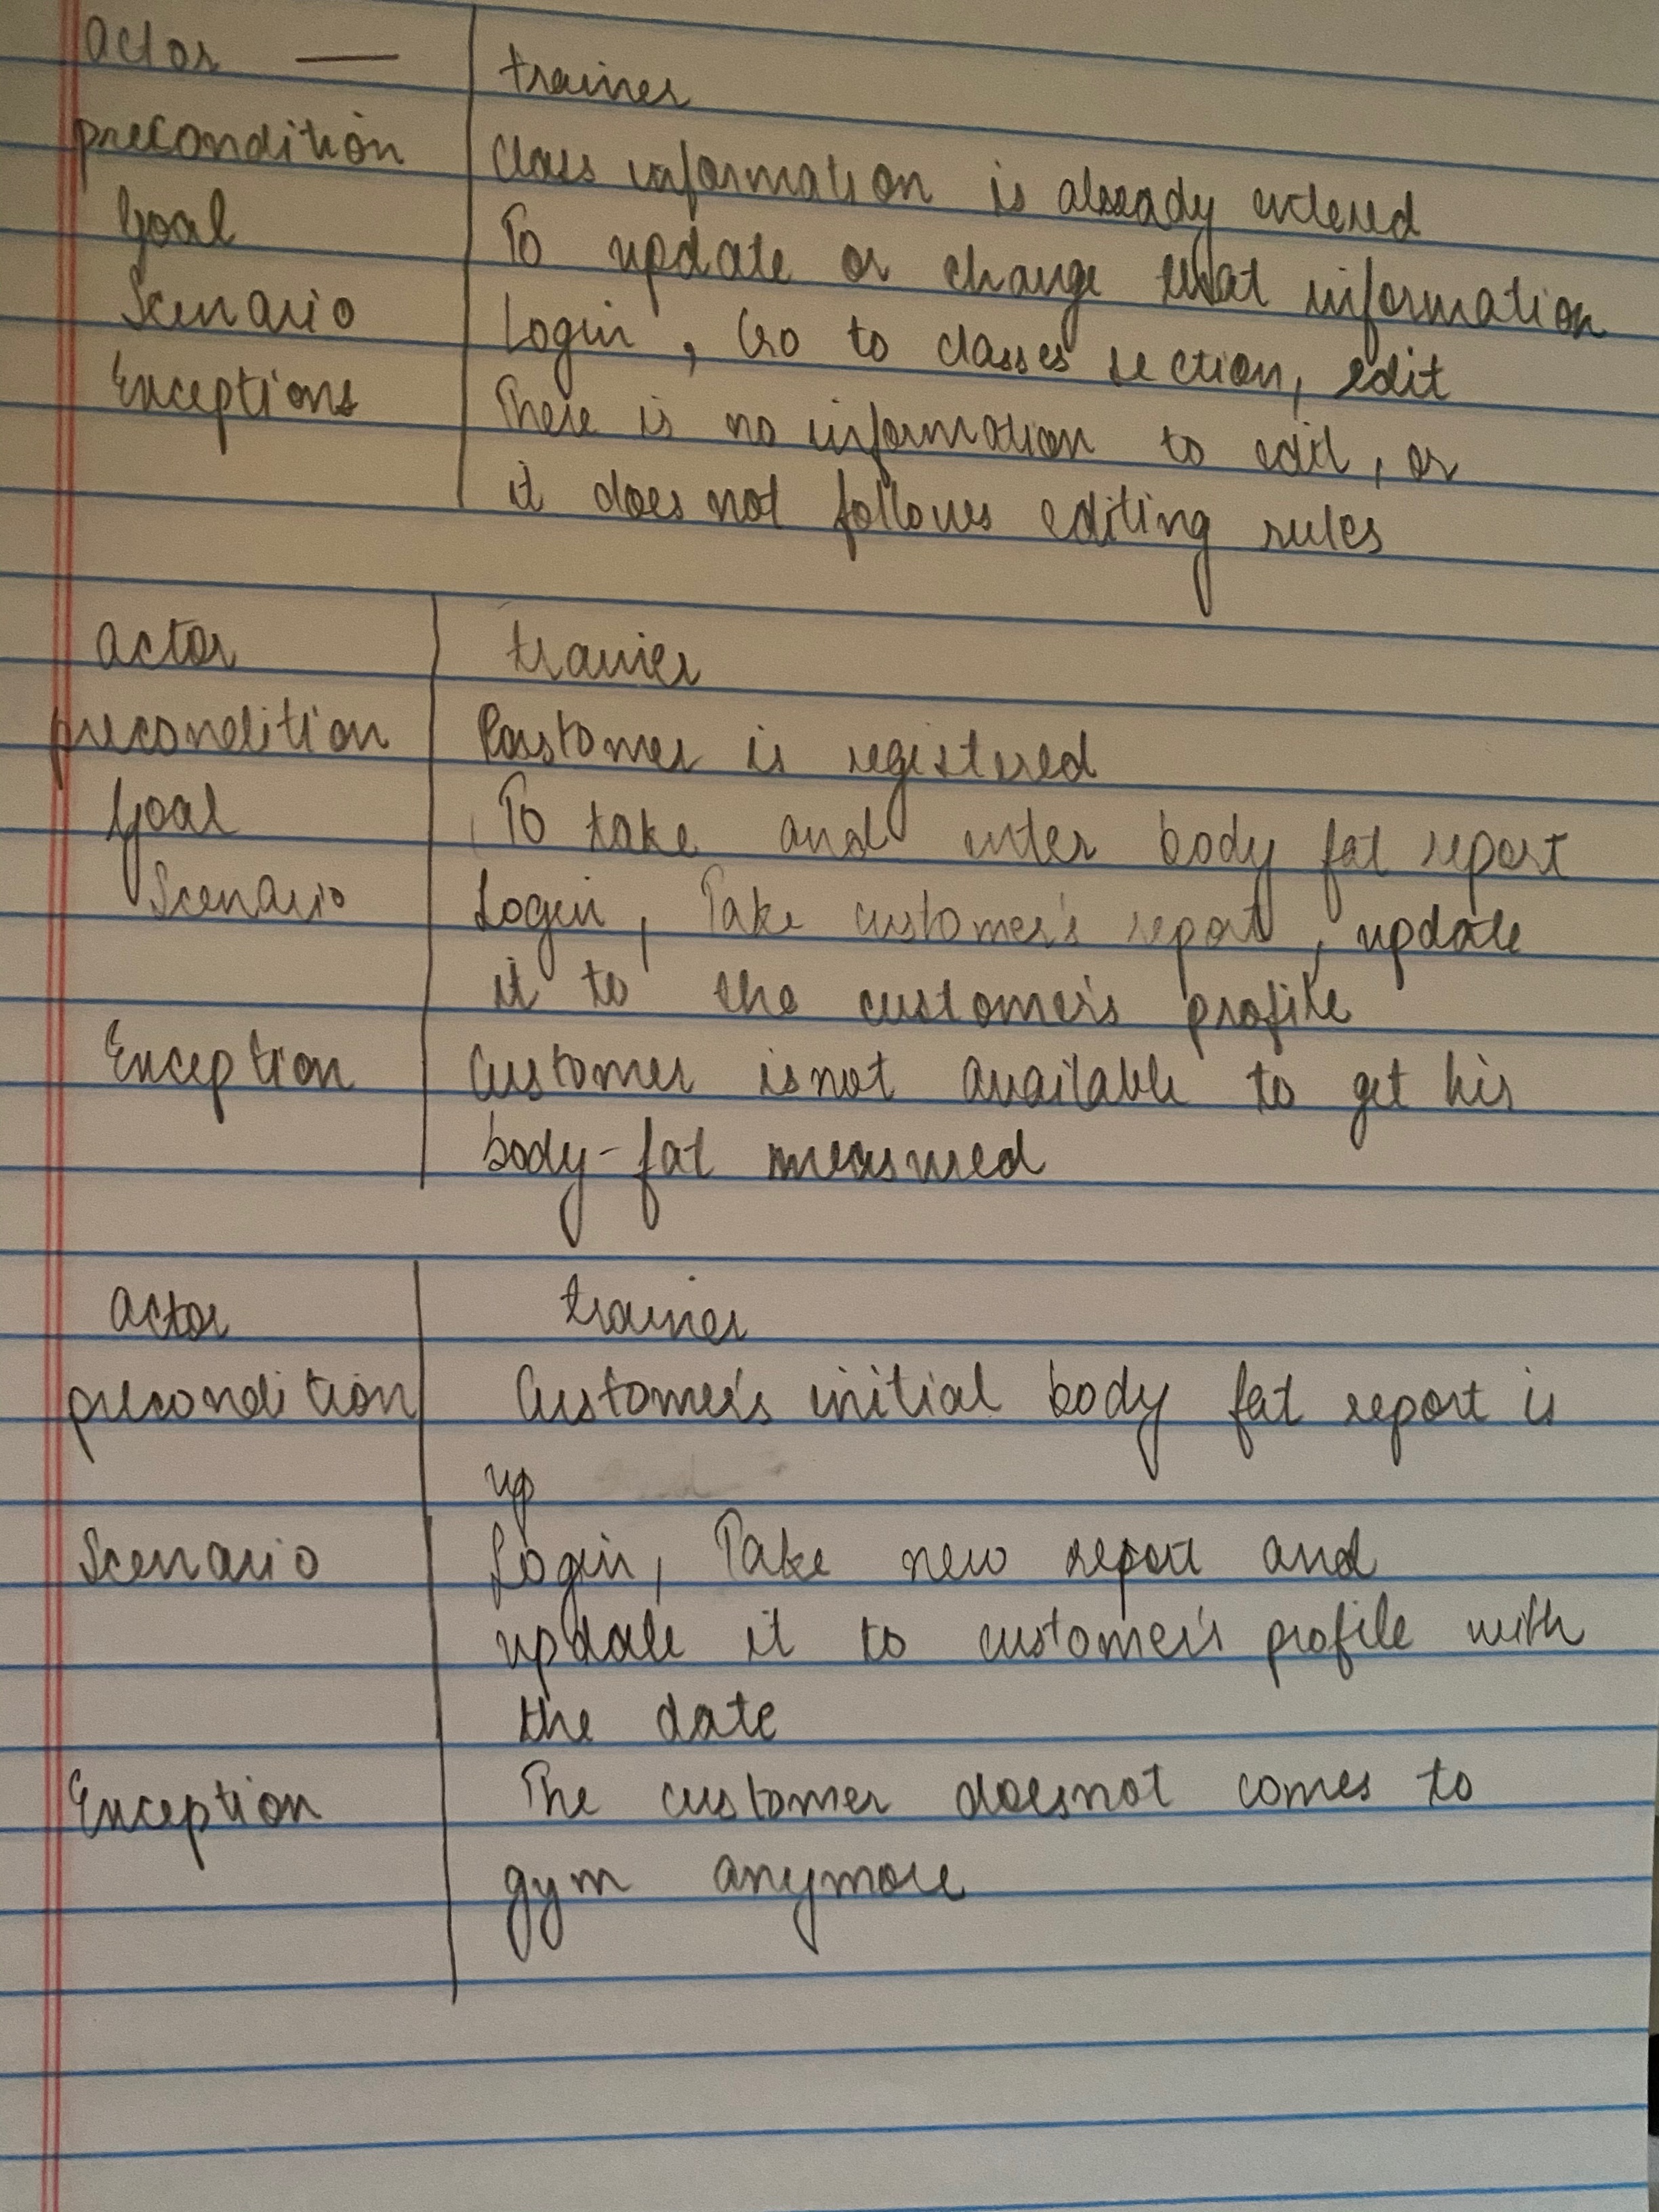 actor — trainer
precondition Class information is already entered
Goal To update or change that information
Scenario Login, Go to classes section, edit
Exceptions There is no information to edit, or
it does not follows editing rules
actor trainer
precondition Customer is registered
Goal To take and enter body fat report
Scenario Login, Take customer's report, update
it to the customer's profile
Exception Customer is not available to get his
body-fat measured
actor trainer
precondition Customer's initial body fat report is
up
Scenario Login, Take new report and
update it to customer's profile with
the date
Exception The customer doesnot comes to
gym anymore